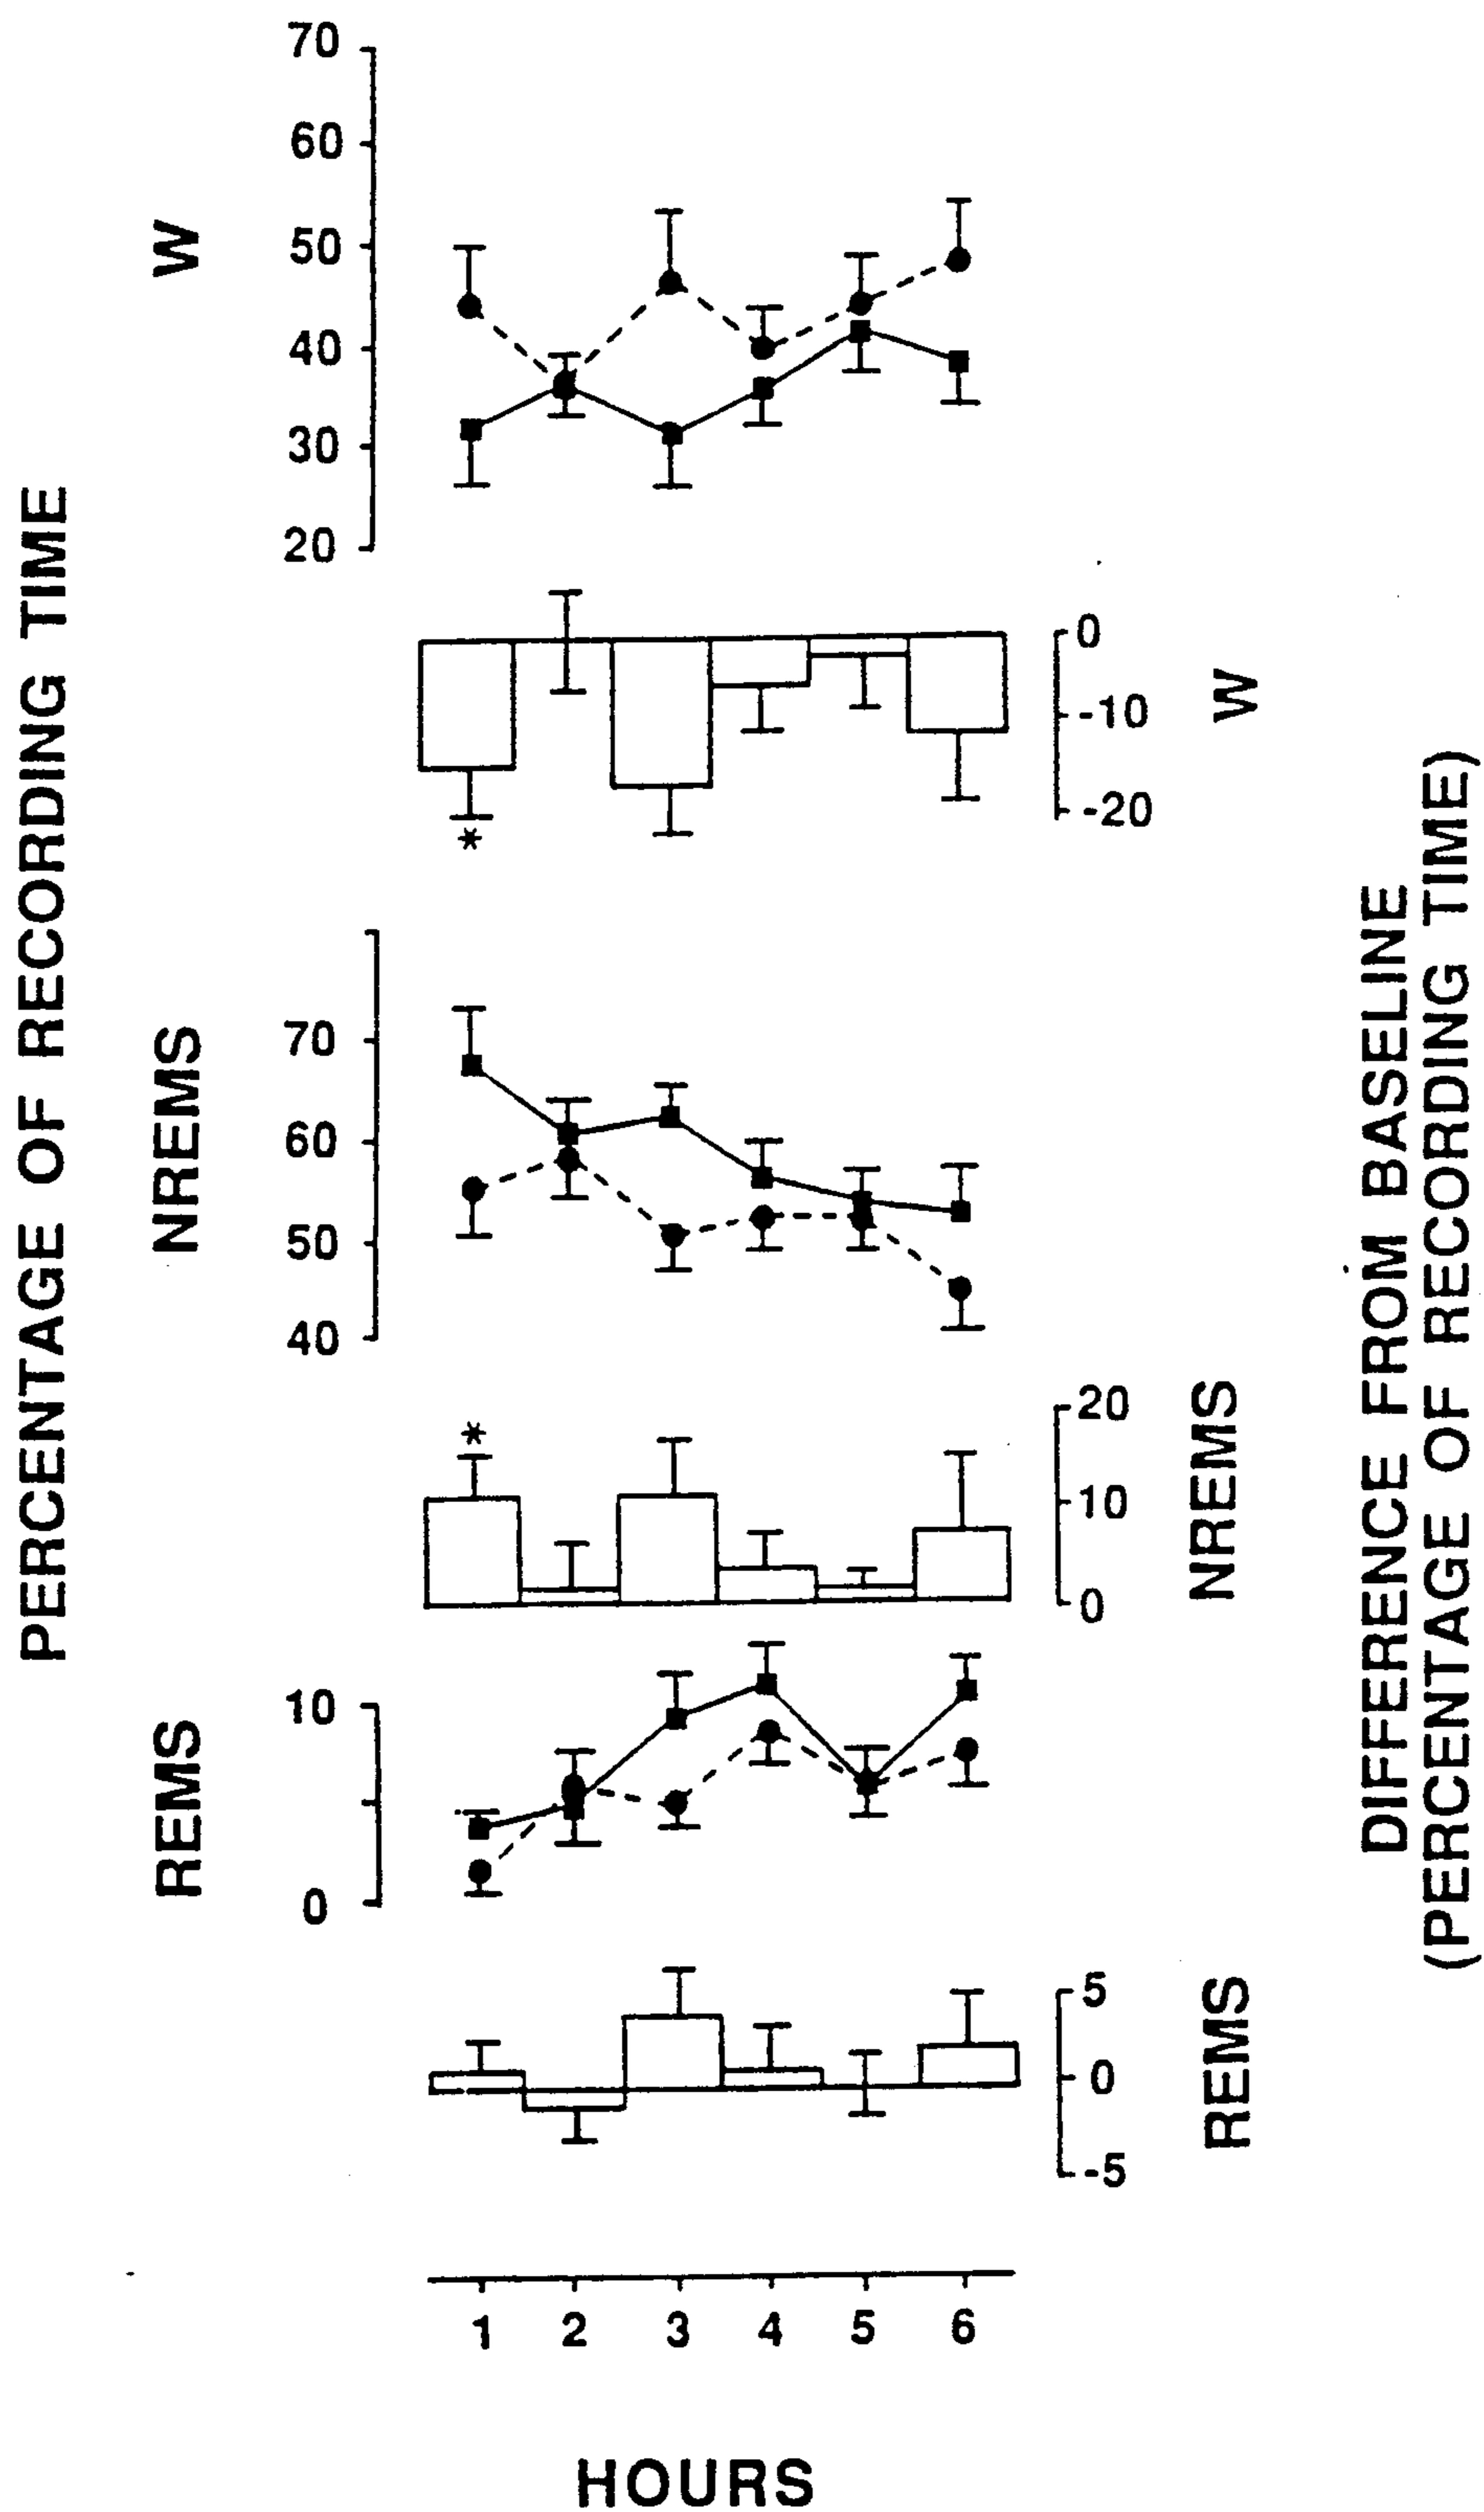 PERCENTAGE OF RECORDING TIME
W
70
60
50
40
30
20
0
-10
-20
W
*
NREMS
70
60
50
40
*
20
10
0
NREMS
REMS
10
0
5
0
-5
REMS
DIFFERENCE FROM BASELINE
(PERCENTAGE OF RECORDING TIME)
1 2 3 4 5 6
HOURS